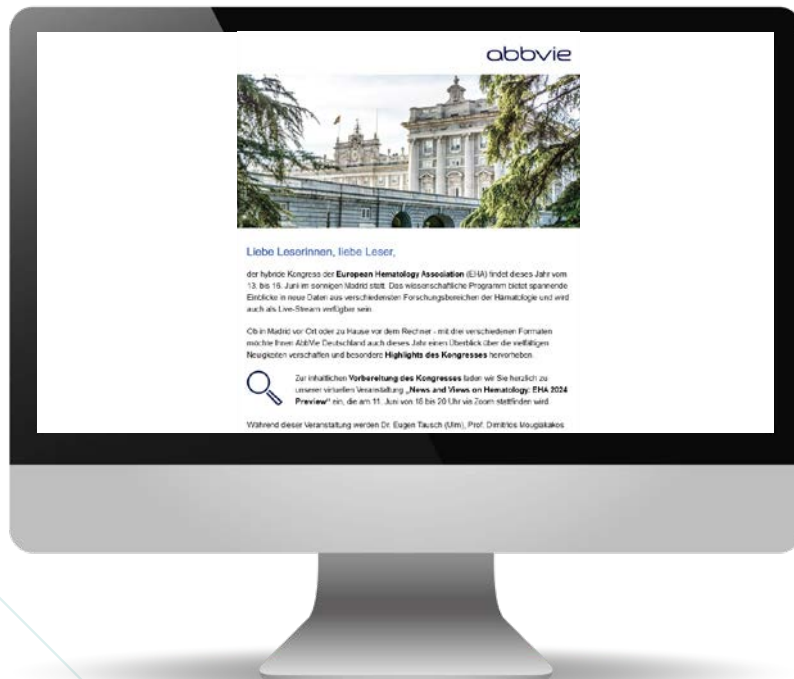 abbvie
Liebe Leserinnen, liebe Leser,
der hybride Kongress der European Hematology Association (EHA) findet dieses Jahr vom
13. bis 16. Juni im sonnigen Madrid statt. Das wissenschaftliche Programm bietet spannende
Einblicke in neue Daten aus verschiedensten Forschungsbereichen der Hämatologie und wird
auch als Live-Stream verfügbar sein.
Ob in Madrid vor Ort oder zu Hause vor dem Rechner - mit drei verschiedenen Formaten
möchte Ihnen AbbVie Deutschland auch dieses Jahr einen Überblick über die vielfältigen
Neuigkeiten verschaffen und besondere Highlights des Kongresses hervorheben.
Zur inhaltlichen Vorbereitung des Kongresses laden wir Sie herzlich zu
unserer virtuellen Veranstaltung „News and Views on Hematology: EHA 2024
Preview“ ein, die am 11. Juni von 18 bis 20 Uhr via Zoom stattfinden wird.
Während dieser Veranstaltung werden Dr. Eugen Tausch (Ulm), Prof. Dimitrios Mougiakakos